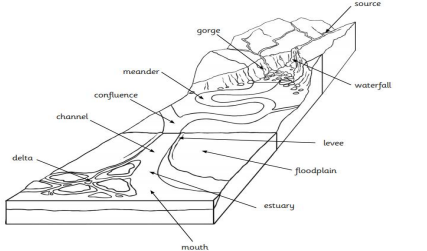 source
gorge
meander
waterfall
confluence
channel
levee
delta
floodplain
estuary
mouth